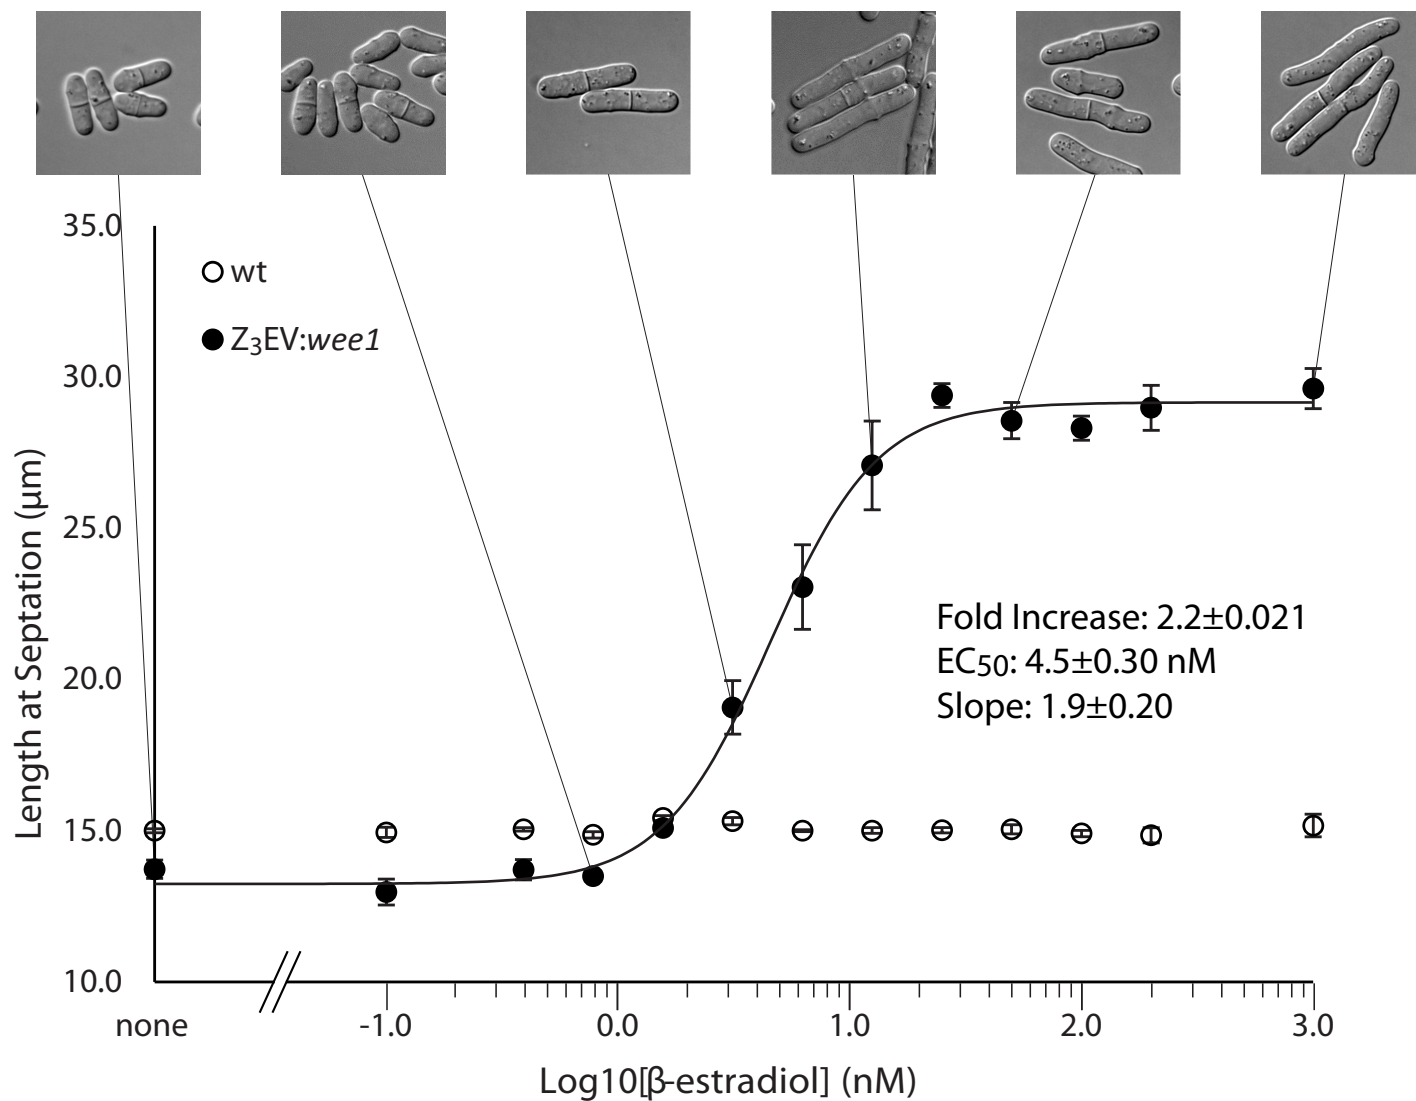 35.0
30.0
25.0
20.0
15.0
10.0
Length at Septation (µm)
wt
Z3EV:wee1
Fold Increase: 2.2±0.021
EC50: 4.5±0.30 nM
Slope: 1.9±0.20
none -1.0 0.0 1.0 2.0 3.0
Log10[β-estradiol] (nM)